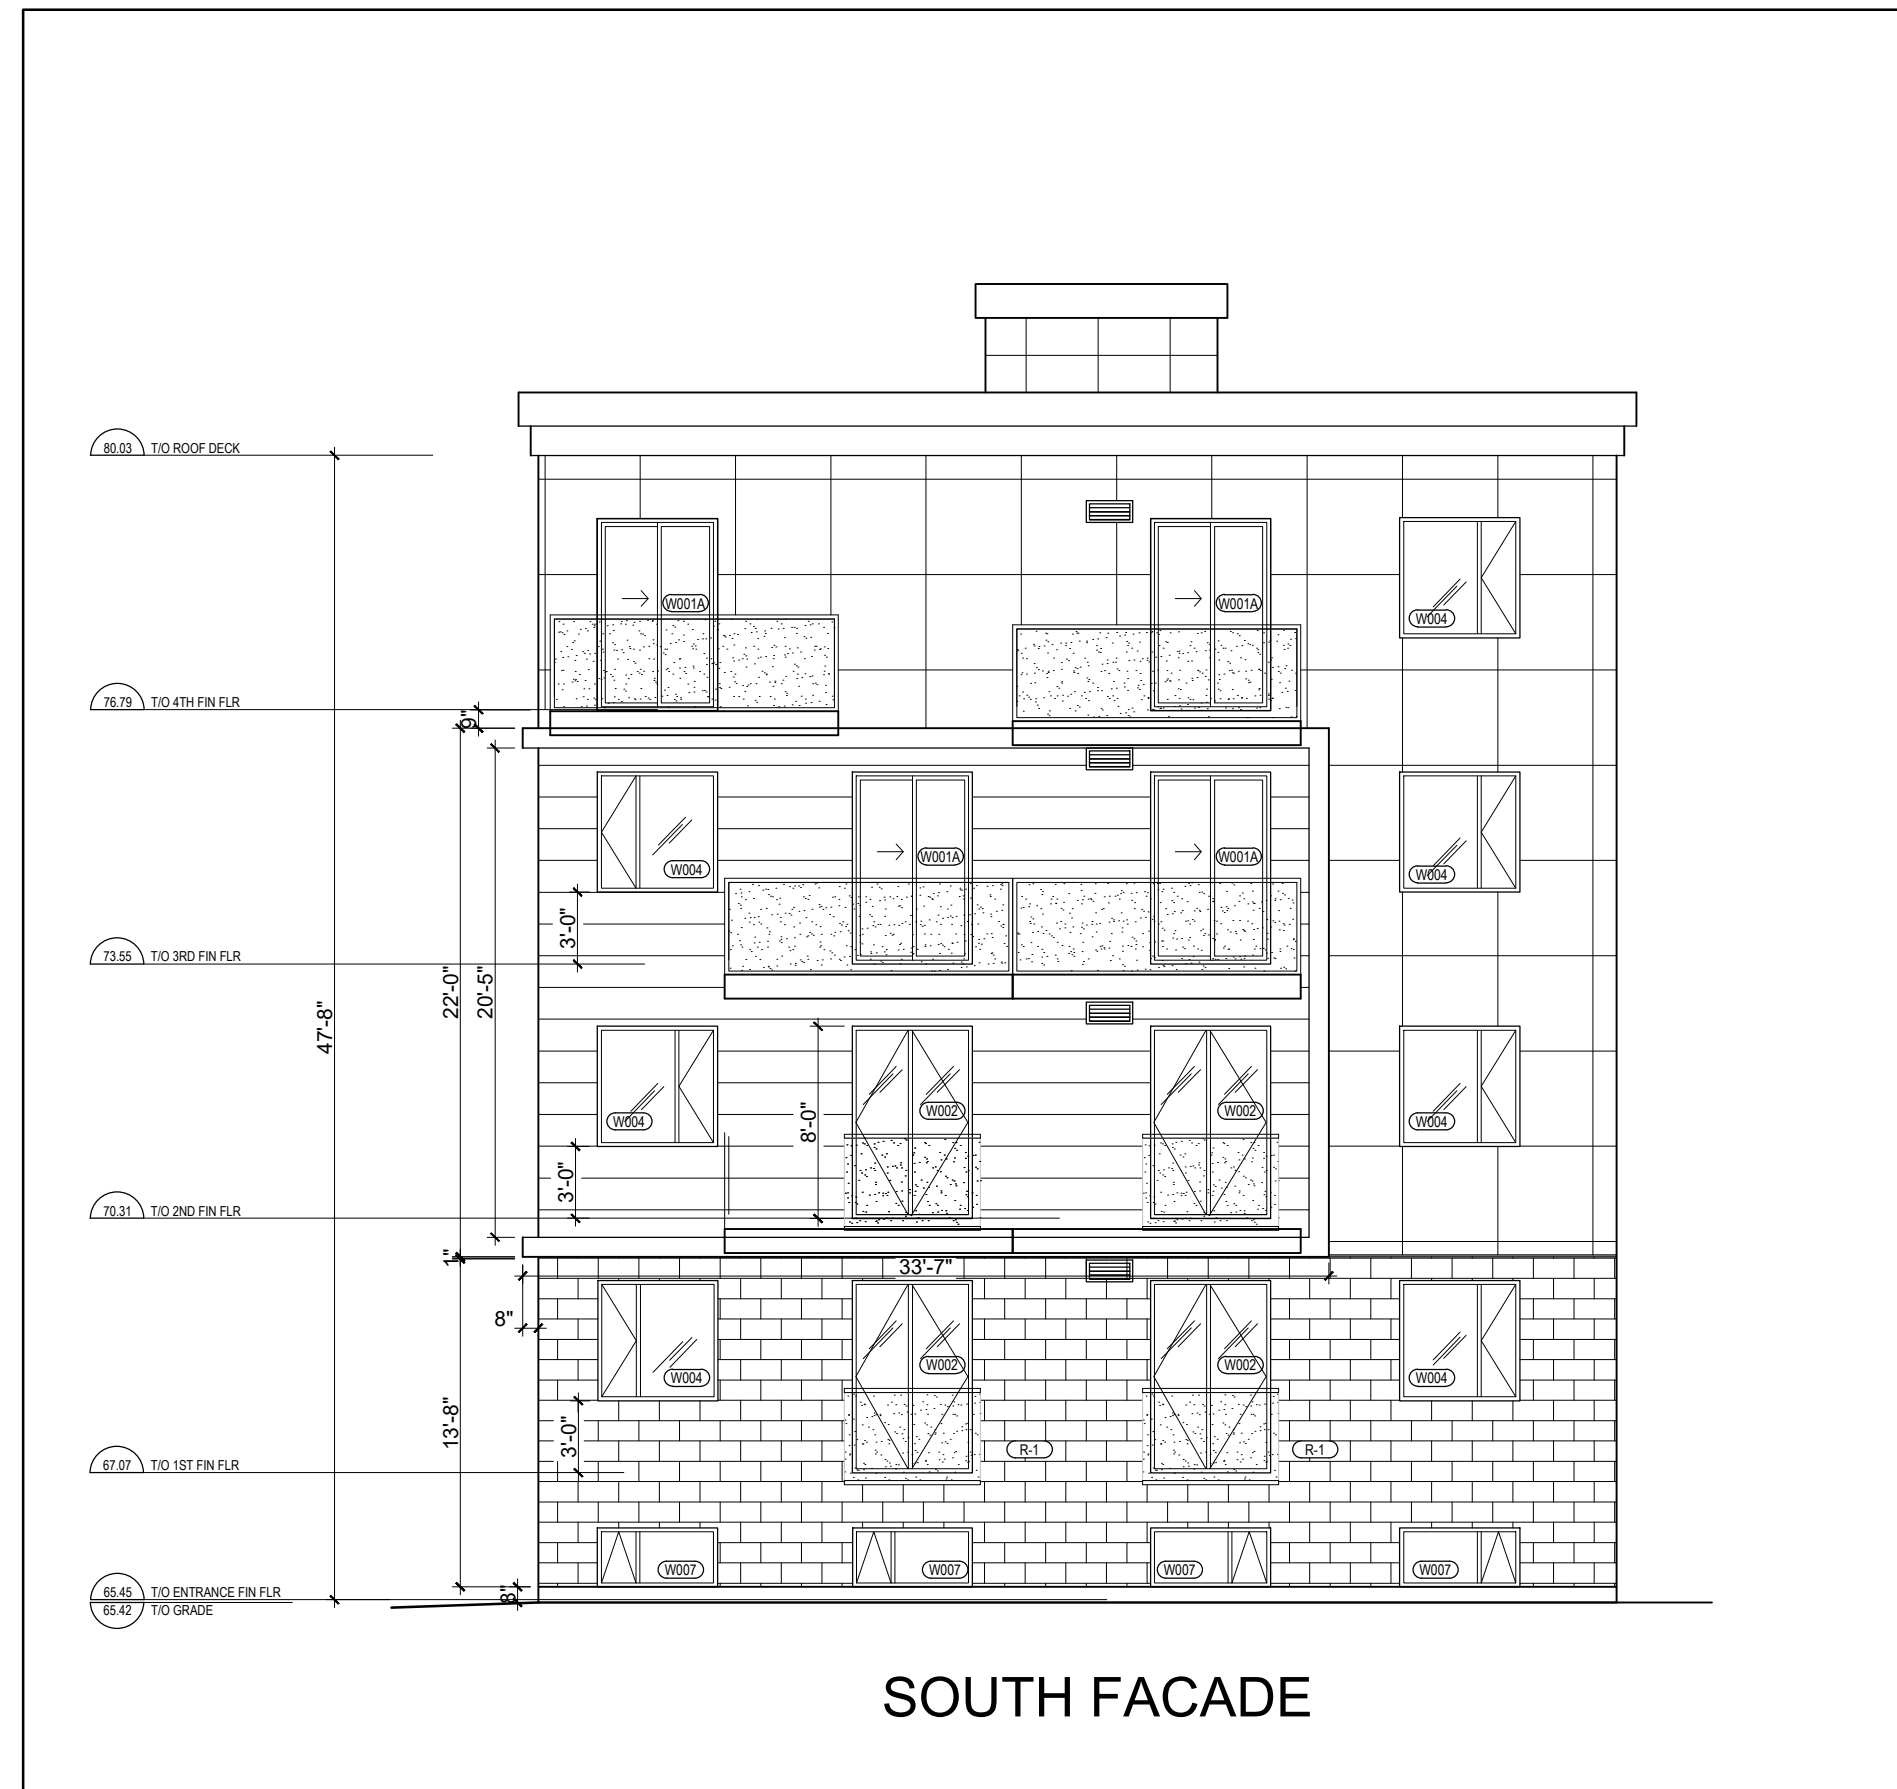 80.03 T/O ROOF DECK
W001A
W001A
W004
76.79 T/O 4TH FIN FLR
9"
W004
W001A
W001A
W004
3'-0"
73.55 T/O 3RD FIN FLR
22'-0"
20'-5"
47'-8"
W004
W002
W002
W004
8'-0"
3'-0"
70.31 T/O 2ND FIN FLR
1"
33'-7"
8"
W004
W002
W002
W004
13'-8"
3'-0"
R-1
R-1
67.07 T/O 1ST FIN FLR
W007
W007
W007
W007
65.45 T/O ENTRANCE FIN FLR
8"
65.42 T/O GRADE
SOUTH FACADE